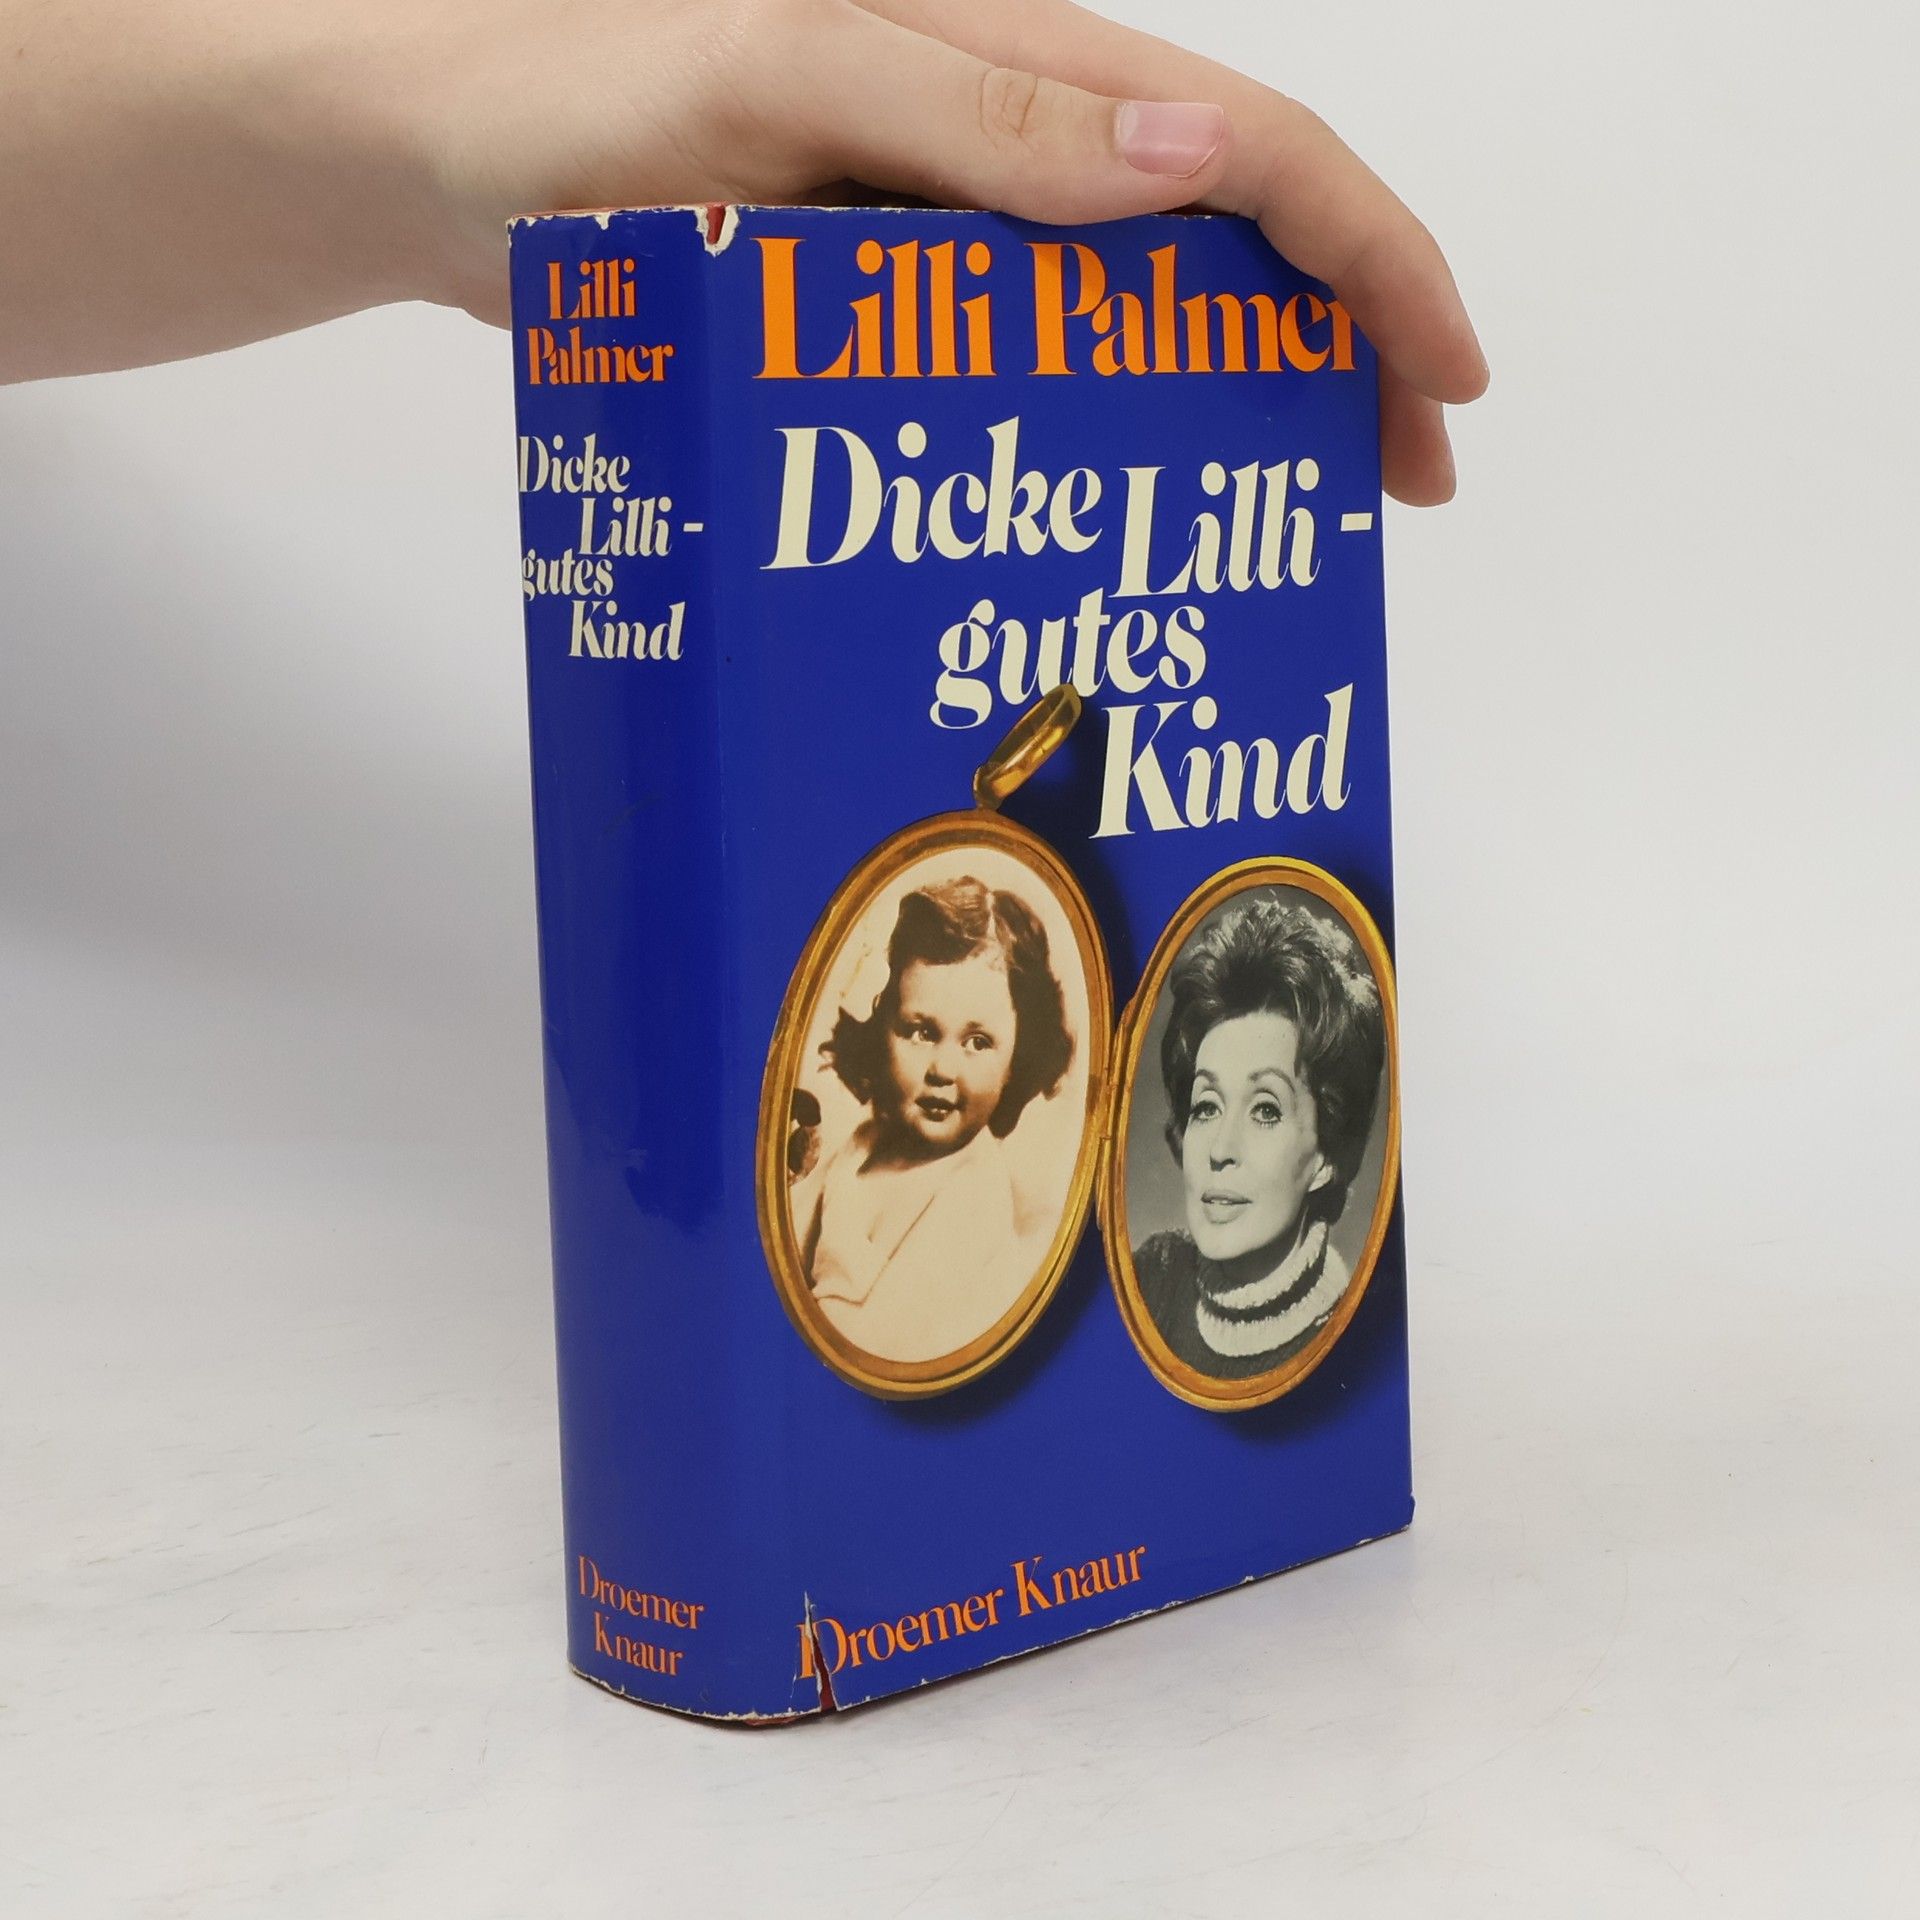 Lilli
Palmer
Dicke
Lilli -
gutes
Kind
Droemer
Knaur
Lilli Palmer
Dicke Lilli -
gutes
Kind
Droemer Knaur